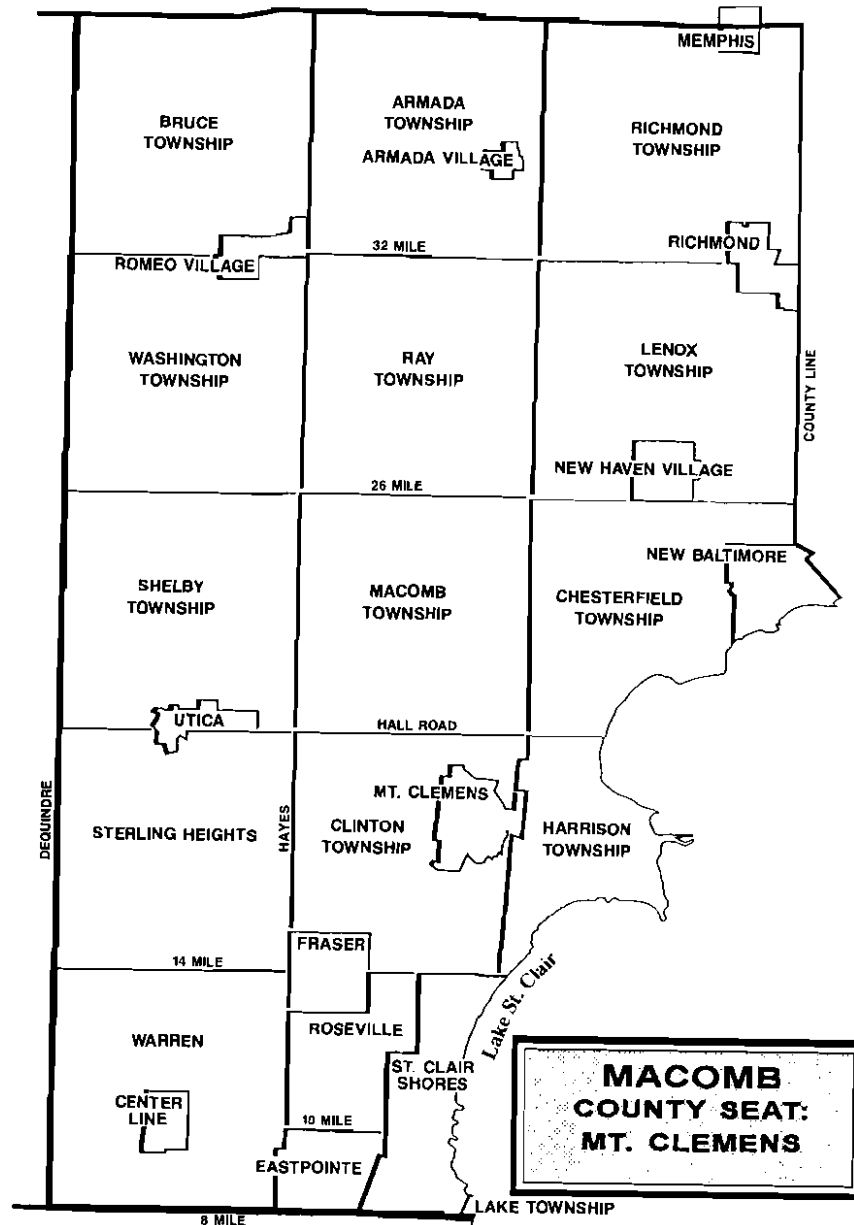 MEMPHIS
BRUCE
TOWNSHIP
ARMADA
TOWNSHIP
ARMADA VILLAGE
RICHMOND
TOWNSHIP
32 MILE
RICHMOND
ROMEO VILLAGE
WASHINGTON
TOWNSHIP
RAY
TOWNSHIP
LENOX
TOWNSHIP
COUNTY LINE
NEW HAVEN VILLAGE
26 MILE
NEW BALTIMORE
SHELBY
TOWNSHIP
MACOMB
TOWNSHIP
CHESTERFIELD
TOWNSHIP
UTICA
HALL ROAD
DEQUINDRE
HAYES
MT. CLEMENS
STERLING HEIGHTS
CLINTON
TOWNSHIP
HARRISON
TOWNSHIP
FRASER
14 MILE
Lake St. Clair
WARREN
ROSEVILLE
ST. CLAIR
SHORES
CENTER
LINE
10 MILE
EASTPOINTE
8 MILE
LAKE TOWNSHIP
MACOMB
COUNTY SEAT:
MT. CLEMENS